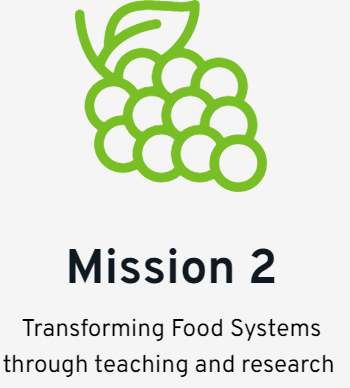 Mission 2
Transforming Food Systems
through teaching and research